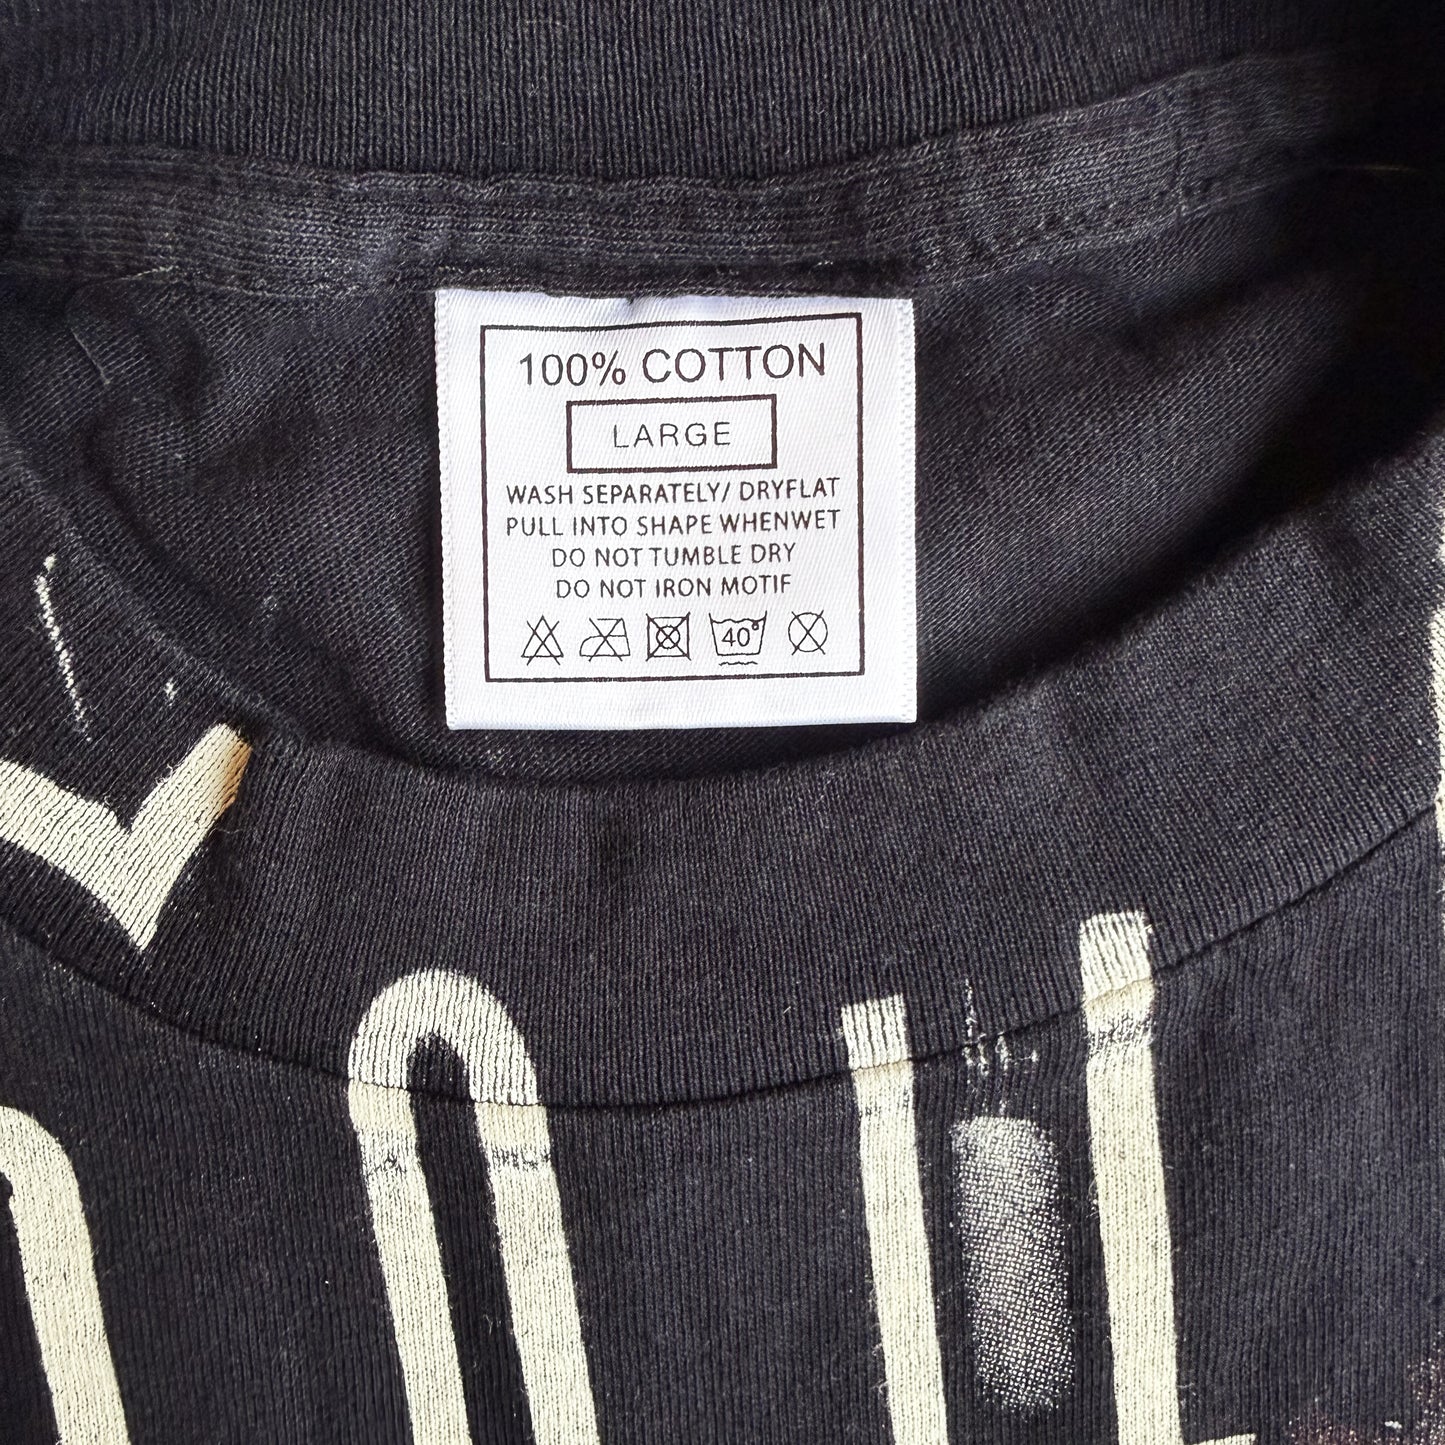 100% COTTON
LARGE
WASH SEPARATELY/ DRYFLAT
PULL INTO SHAPE WHENWET
DO NOT TUMBLE DRY
DO NOT IRON MOTIF
40°